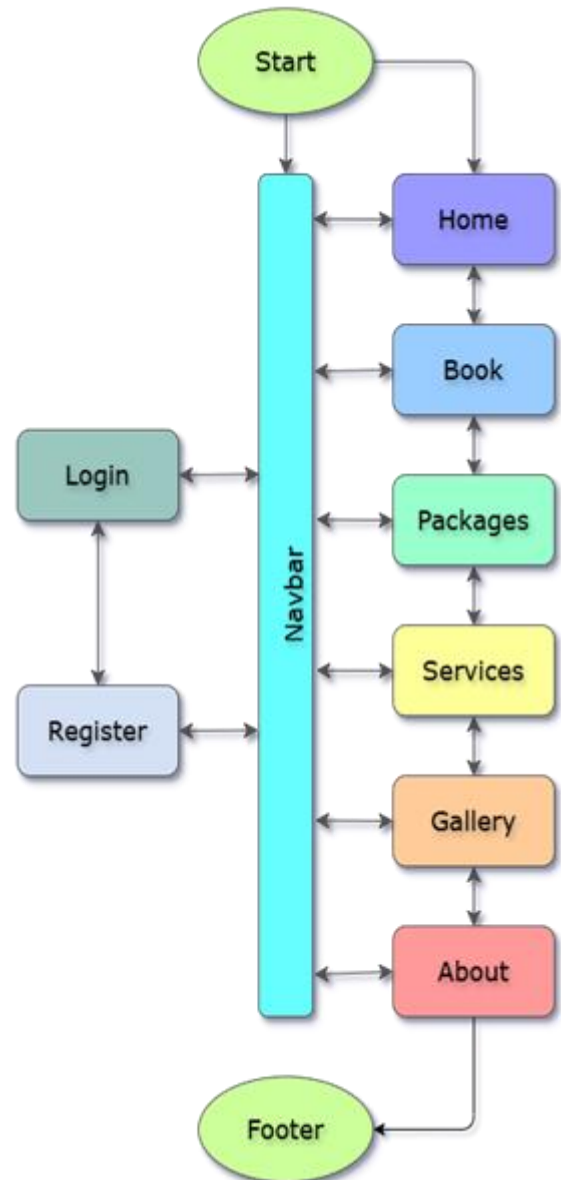 Start
Home
Book
Login
Packages
Navbar
Services
Register
Gallery
About
Footer